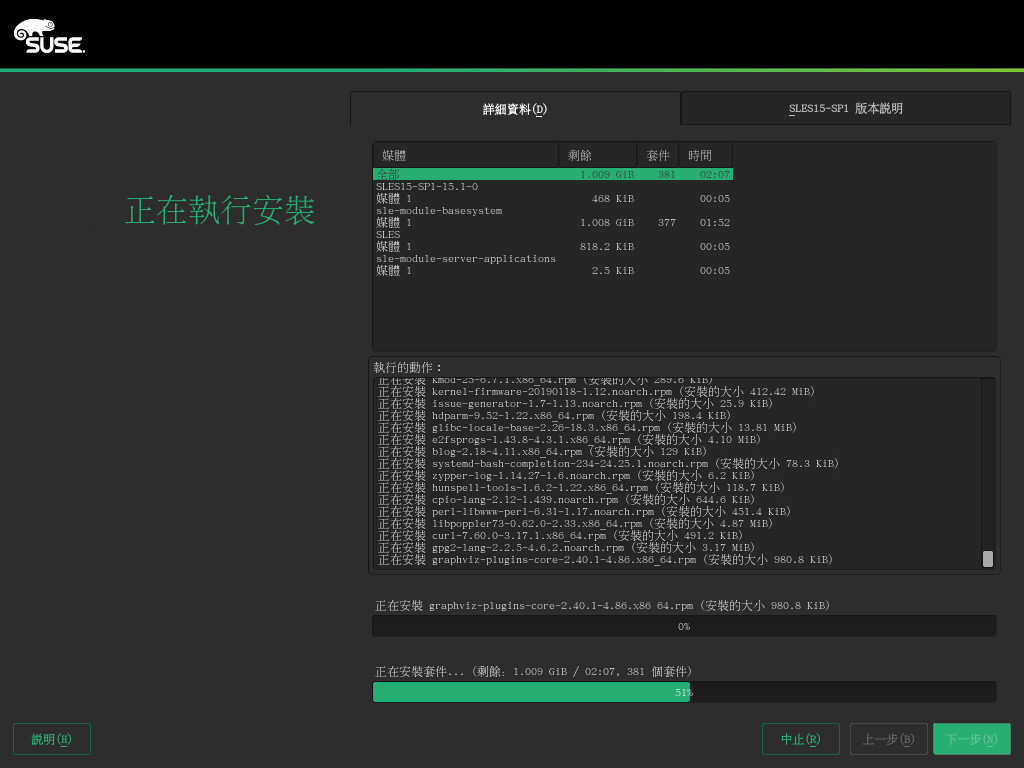 SUSE.
詳細資料(D)
SLES15-SP1 版本説明
正在執行安裝
媒體 剩餘 套件 時間
全部 1.009 GiB 381 02:07
SLES15-SP1-15.1-0
媒體 1 468 KiB 00:05
sle-module-basesystem
媒體 1 1.008 GiB 377 01:52
SLES
媒體 1 818.2 KiB 00:05
sle-module-server-applications
媒體 1 2.5 KiB 00:05
執行的動作：
正在安裝 kmod-25-6.7.1.x86_64.rpm (安裝的大小 289.6 KiB)
正在安裝 kernel-firmware-20190118-1.12.noarch.rpm (安裝的大小 412.42 MiB)
正在安裝 issue-generator-1.7-1.13.noarch.rpm (安裝的大小 25.9 KiB)
正在安裝 hdparm-9.52-1.22.x86_64.rpm (安裝的大小 198.4 KiB)
正在安裝 glibc-locale-base-2.26-18.3.x86_64.rpm (安裝的大小 13.81 MiB)
正在安裝 e2fsprogs-1.43.8-4.3.1.x86_64.rpm (安裝的大小 4.10 MiB)
正在安裝 blog-2.18-4.11.x86_64.rpm (安裝的大小 129 KiB)
正在安裝 systemd-bash-completion-234-24.25.1.noarch.rpm (安裝的大小 78.3 KiB)
正在安裝 zypper-log-1.14.27-1.6.noarch.rpm (安裝的大小 6.2 KiB)
正在安裝 hunspell-tools-1.6.2-1.22.x86_64.rpm (安裝的大小 118.7 KiB)
正在安裝 cpio-lang-2.12-1.439.noarch.rpm (安裝的大小 644.6 KiB)
正在安裝 perl-libwww-perl-6.31-1.17.noarch.rpm (安裝的大小 451.4 KiB)
正在安裝 libpoppler73-0.62.0-2.33.x86_64.rpm (安裝的大小 4.87 MiB)
正在安裝 curl-7.60.0-3.17.1.x86_64.rpm (安裝的大小 491.2 KiB)
正在安裝 gpg2-lang-2.2.5-4.6.2.noarch.rpm (安裝的大小 3.17 MiB)
正在安裝 graphviz-plugins-core-2.40.1-4.86.x86_64.rpm (安裝的大小 980.8 KiB)
正在安裝 graphviz-plugins-core-2.40.1-4.86.x86 64.rpm (安裝的大小 980.8 KiB)
0%
正在安裝套件... (剩餘: 1.009 GiB / 02:07, 381 個套件)
51%
説明(H)
中止(R)
上一步(B)
下一步(N)